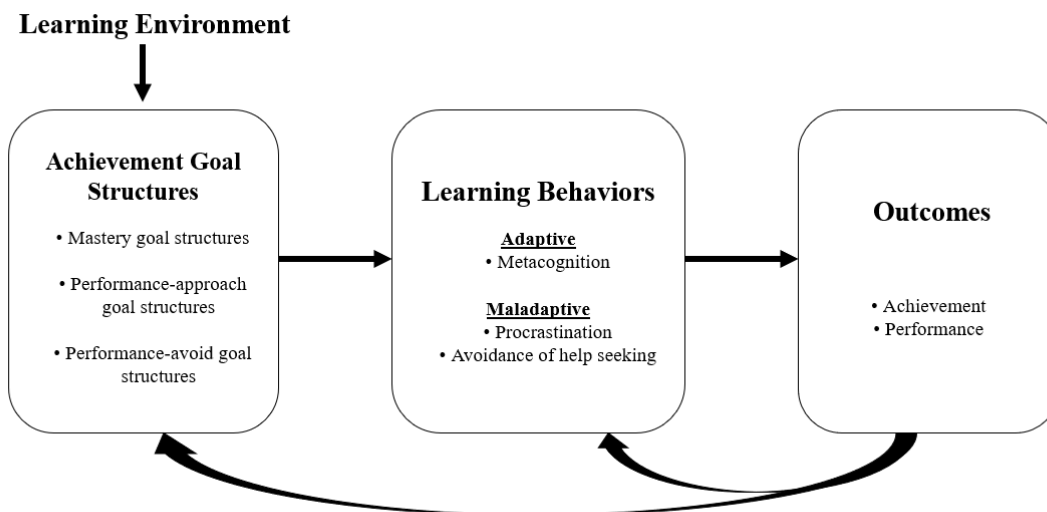 Learning Environment
Achievement Goal
Structures
• Mastery goal structures
• Performance-approach
goal structures
• Performance-avoid goal
structures
Learning Behaviors
Adaptive
• Metacognition
Maladaptive
• Procrastination
• Avoidance of help seeking
Outcomes
• Achievement
• Performance